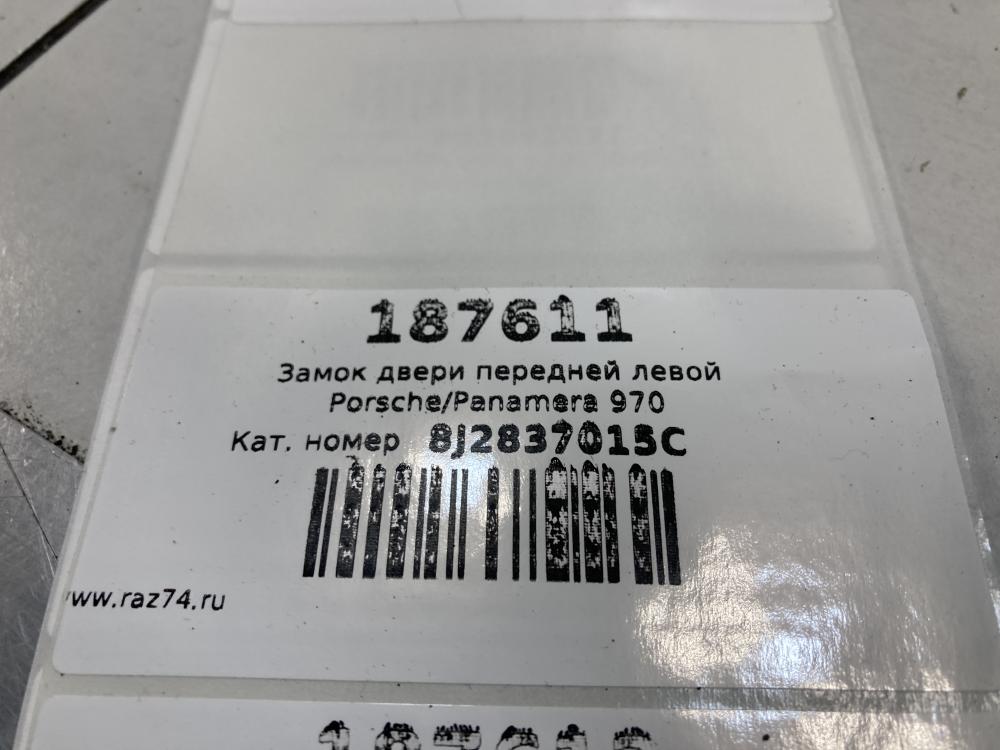 187611
Замок двери передней левой
Porsche/Panamera 970
Кат. номер 8J2837015C
www.raz74.ru